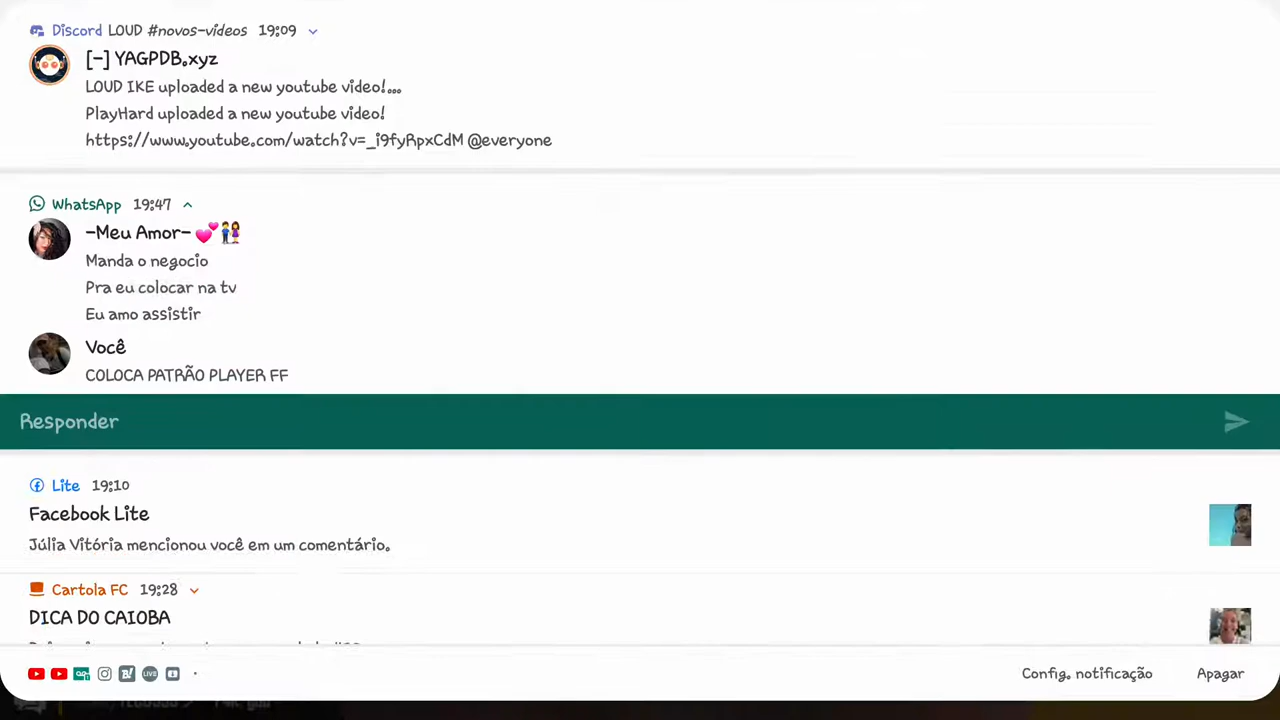 Discord LOUD #novos-videos 19:09
[-] YAGPDB.xyz
LOUD IKE uploaded a new youtube video!...
PlayHard uploaded a new youtube video!
https://www.youtube.com/watch?v=_i9fyRpxCdM @everyone
WhatsApp 19:47
-Meu Amor- 💕👫
Manda o negocio
Pra eu colocar na tv
Eu amo assistir
Você
COLOCA PATRÃO PLAYER FF
Responder
Lite 19:10
Facebook Lite
Júlia Vitória mencionou você em um comentário.
Cartola FC 19:28
DICA DO CAIOBA
LIVE
Config. notificação Apagar